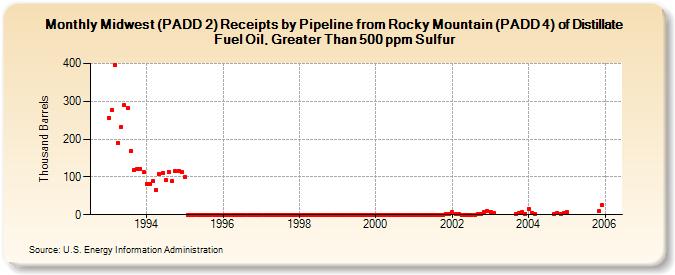 Monthly Midwest (PADD 2) Receipts by Pipeline from Rocky Mountain (PADD 4) of Distillate
Fuel Oil, Greater Than 500 ppm Sulfur
Thousand Barrels
400
300
200
100
0
1994 1996 1998 2000 2002 2004 2006
Source: U.S. Energy Information Administration